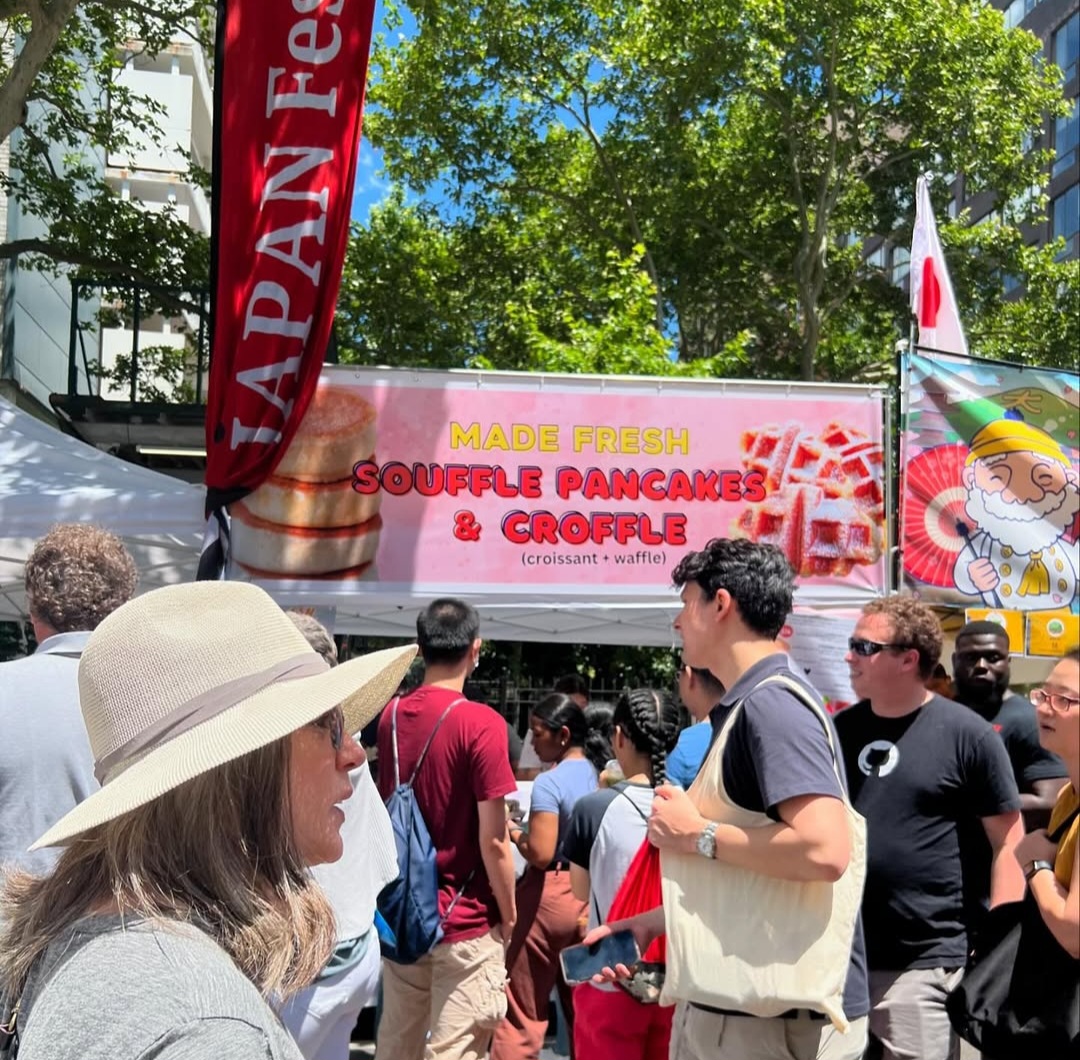 JAPAN Fes
MADE FRESH
SOUFFLE PANCAKES
& CROFFLE
(croissant + waffle)